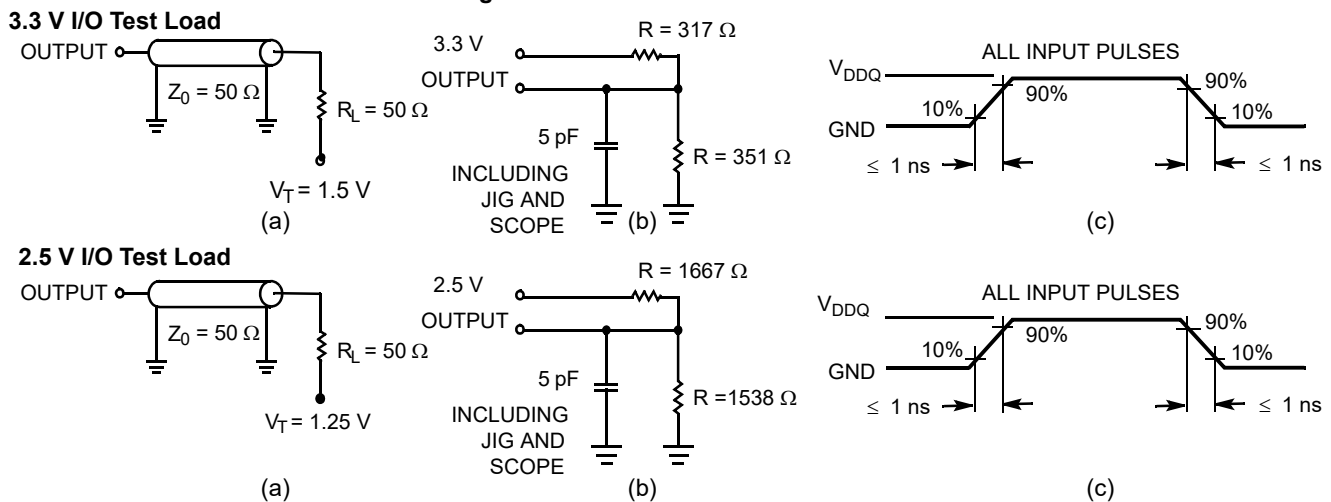 3.3 V I/O Test Load
OUTPUT
Z0 = 50 Ω
RL = 50 Ω
VT = 1.5 V
(a)
3.3 V
OUTPUT
R = 317 Ω
5 pF
INCLUDING
JIG AND
SCOPE
R = 351 Ω
(b)
ALL INPUT PULSES
VDDQ
GND
10%
90%
90%
10%
≤ 1 ns
≤ 1 ns
(c)
2.5 V I/O Test Load
OUTPUT
Z0 = 50 Ω
RL = 50 Ω
VT = 1.25 V
(a)
2.5 V
OUTPUT
R = 1667 Ω
5 pF
INCLUDING
JIG AND
SCOPE
R =1538 Ω
(b)
ALL INPUT PULSES
VDDQ
GND
10%
90%
90%
10%
≤ 1 ns
≤ 1 ns
(c)